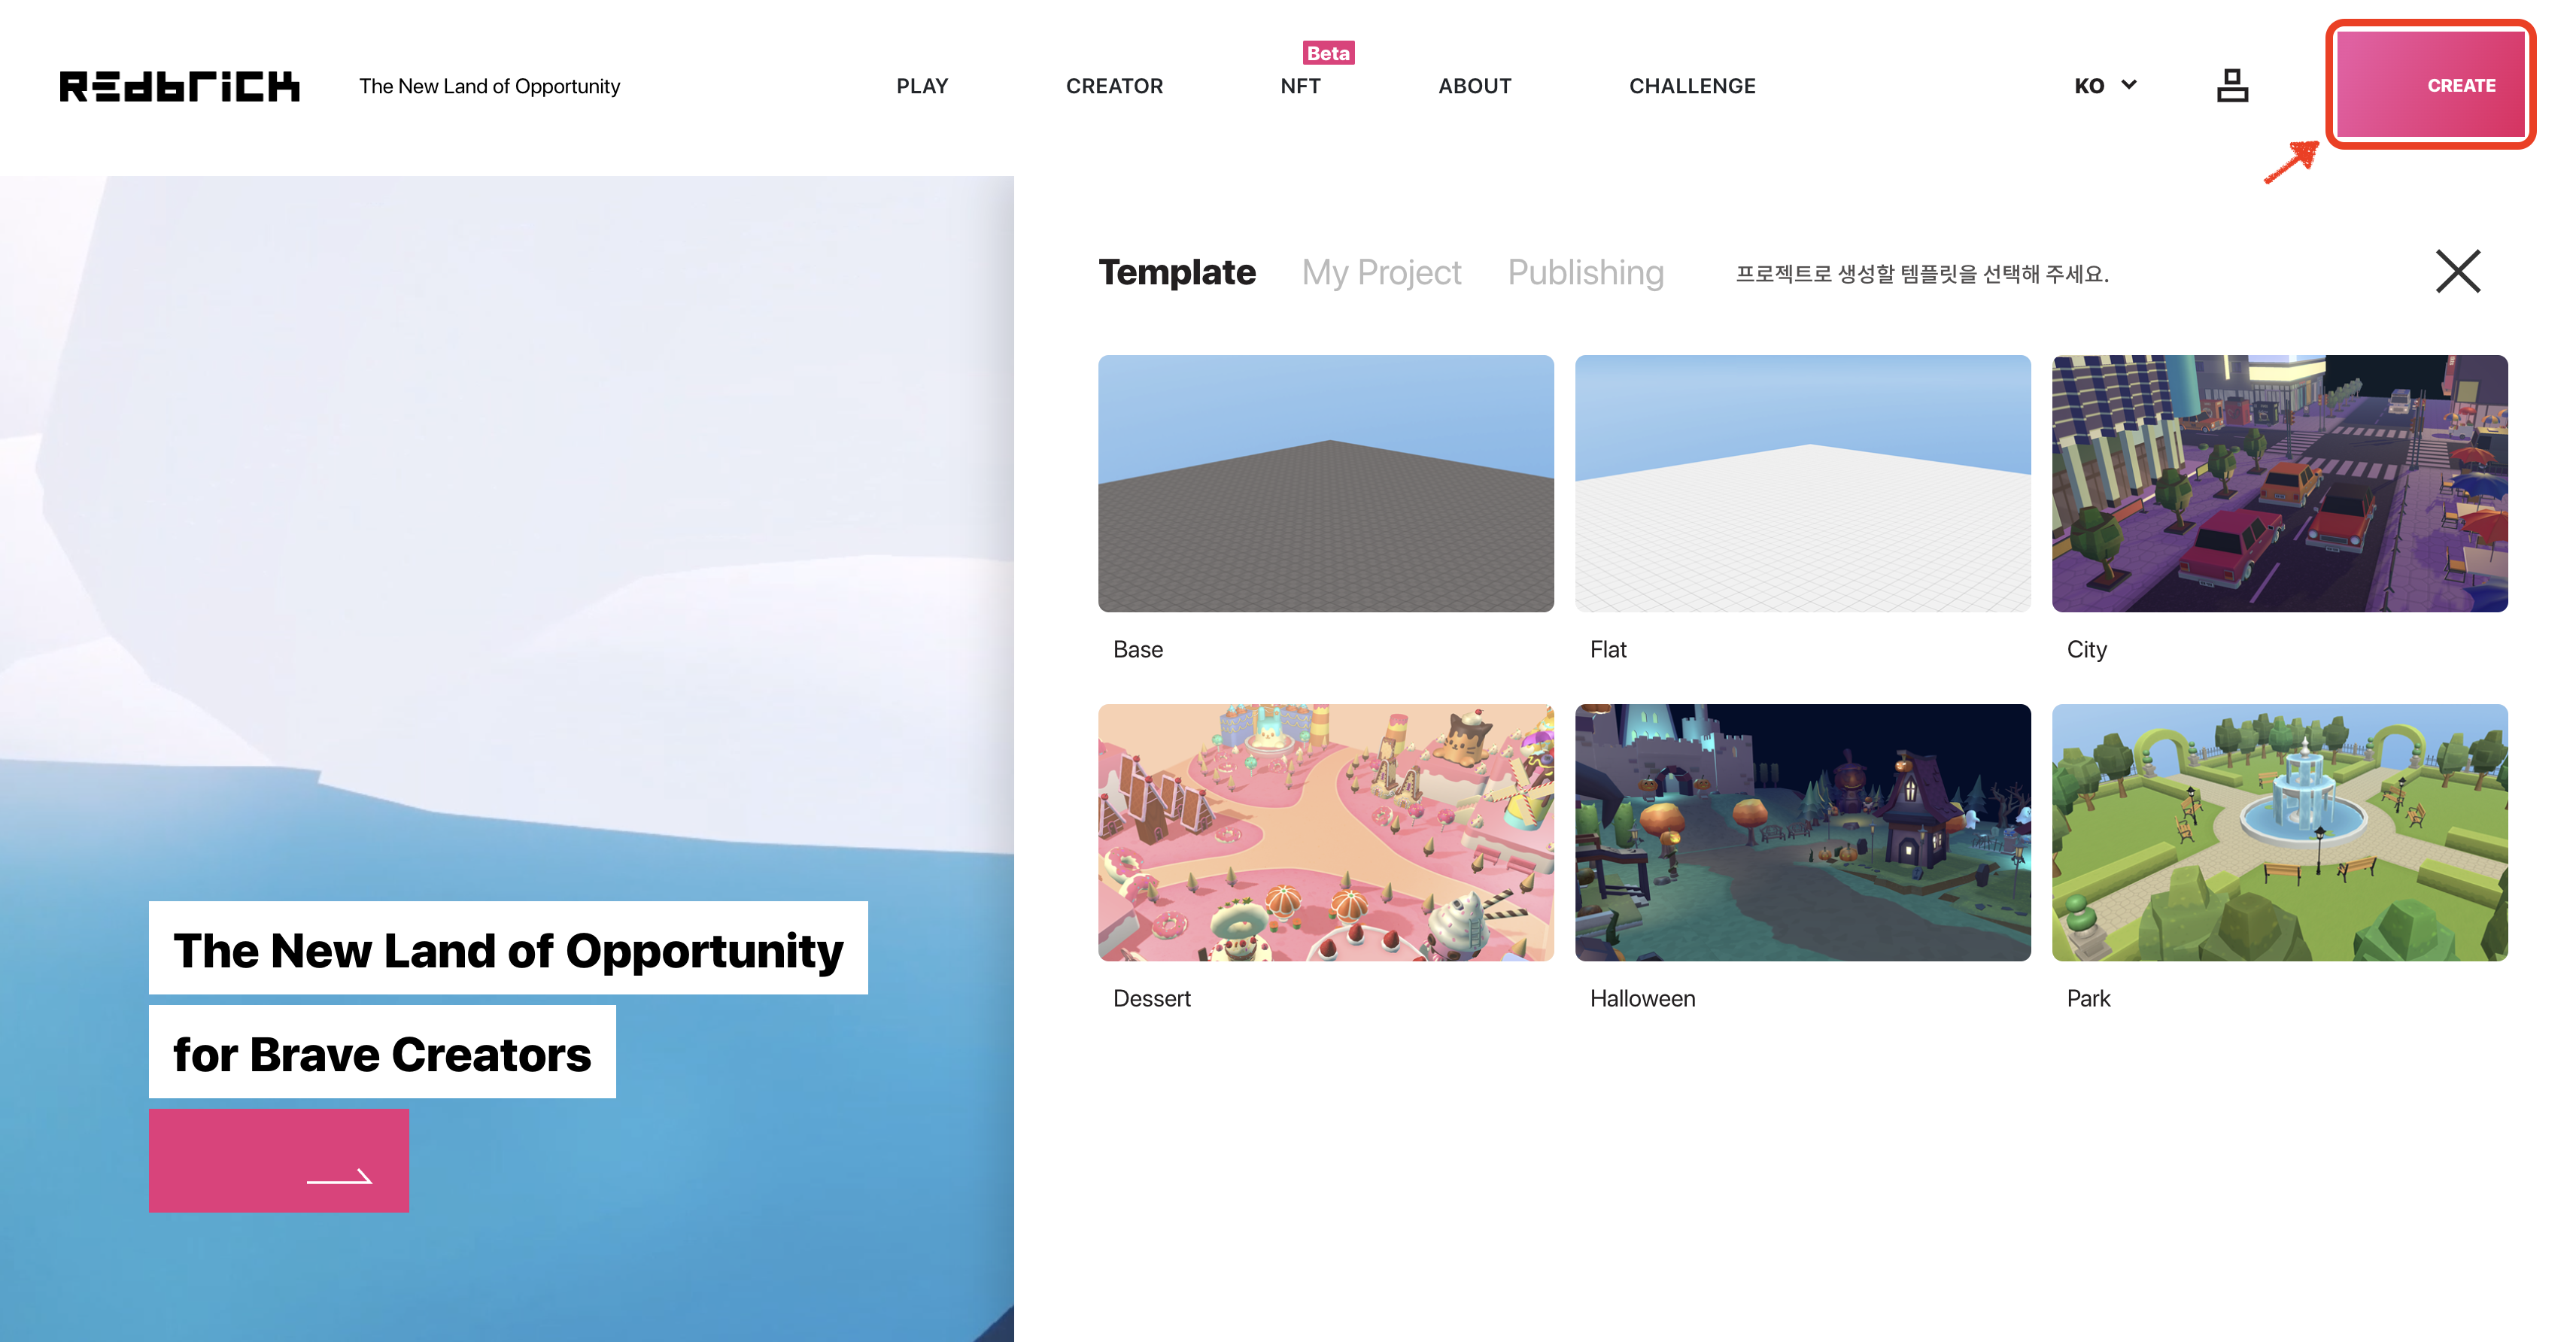 Redbrick
The New Land of Opportunity
PLAY
CREATOR
Beta
NFT
ABOUT
CHALLENGE
KO
CREATE
The New Land of Opportunity
for Brave Creators
Template
My Project
Publishing
프로젝트로 생성할 템플릿을 선택해 주세요.
Base
Flat
City
Dessert
Halloween
Park